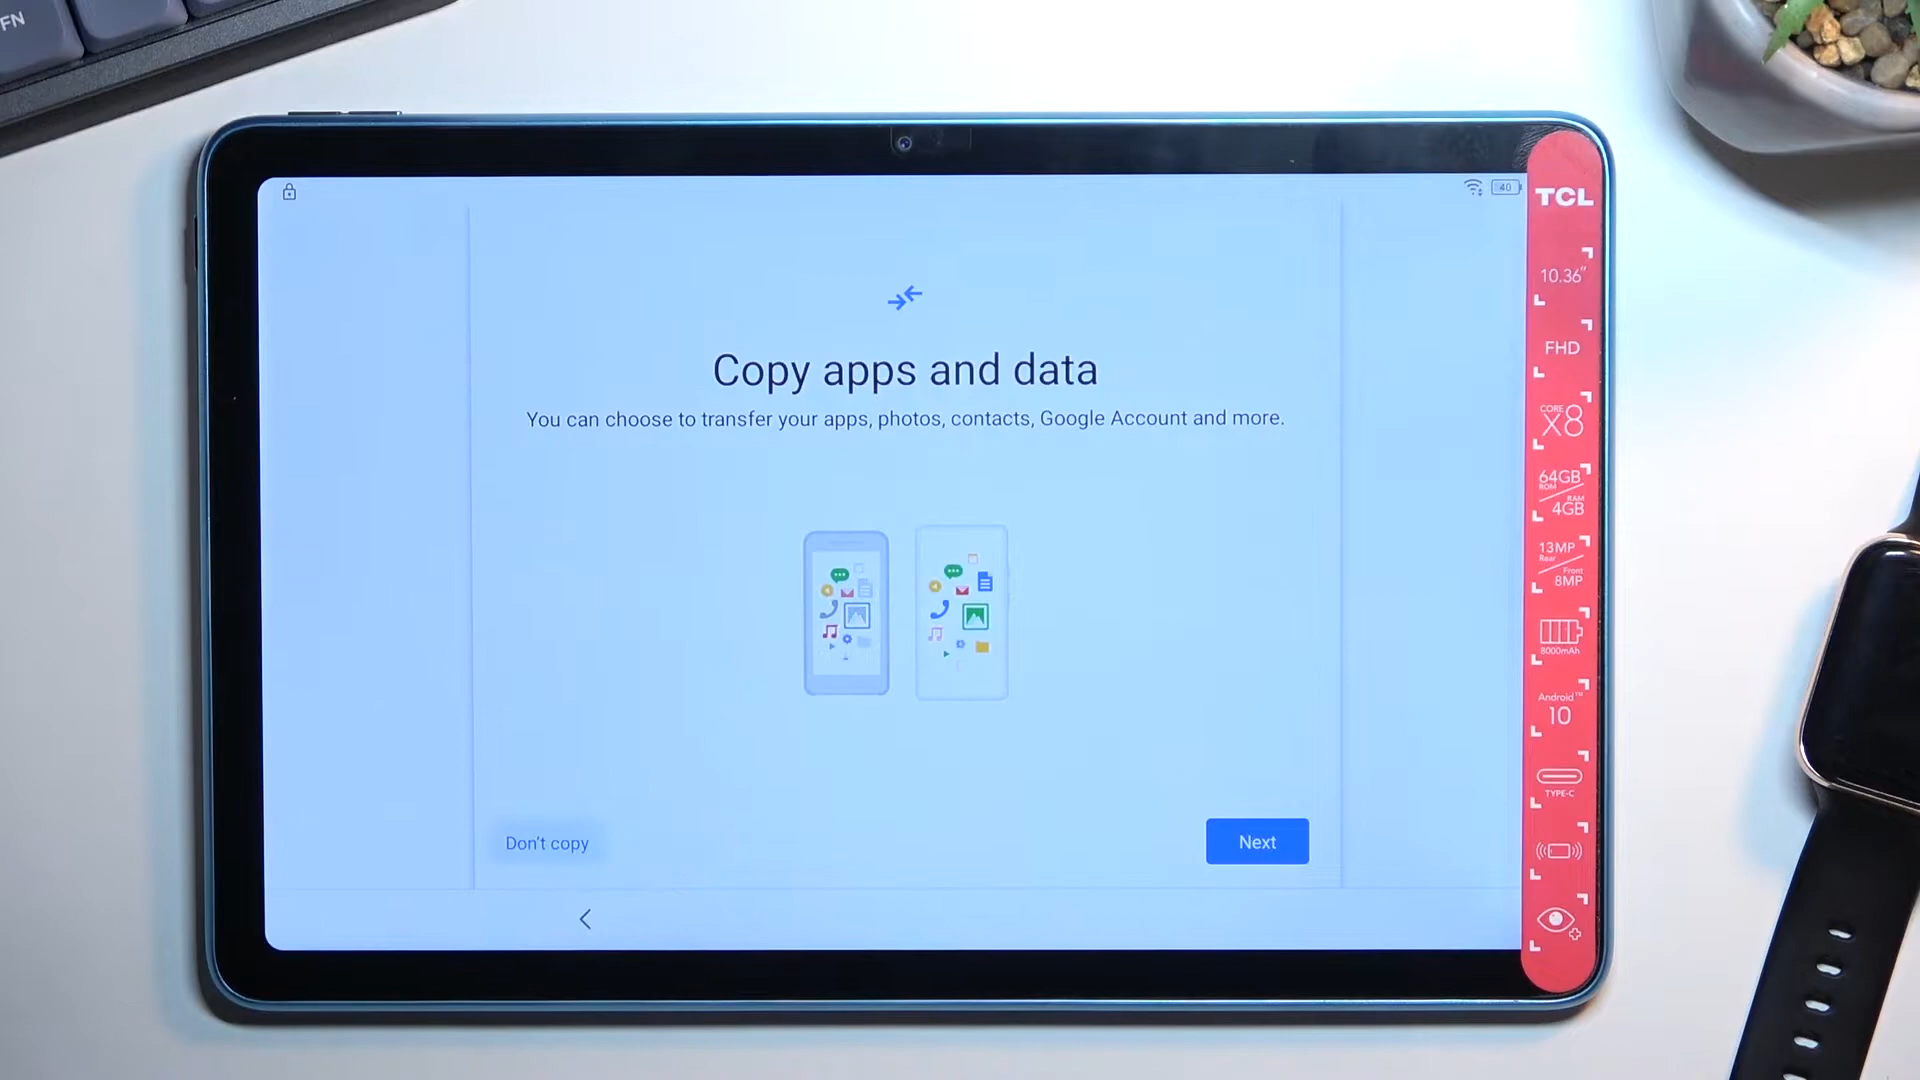 FN
40
Copy apps and data
You can choose to transfer your apps, photos, contacts, Google Account and more.
Don't copy
Next
TCL
10.36"
FHD
CORE
X8
64GB
ROM
RAM
4GB
13MP
Rear
Front
8MP
8000mAh
Android™
10
TYPE-C